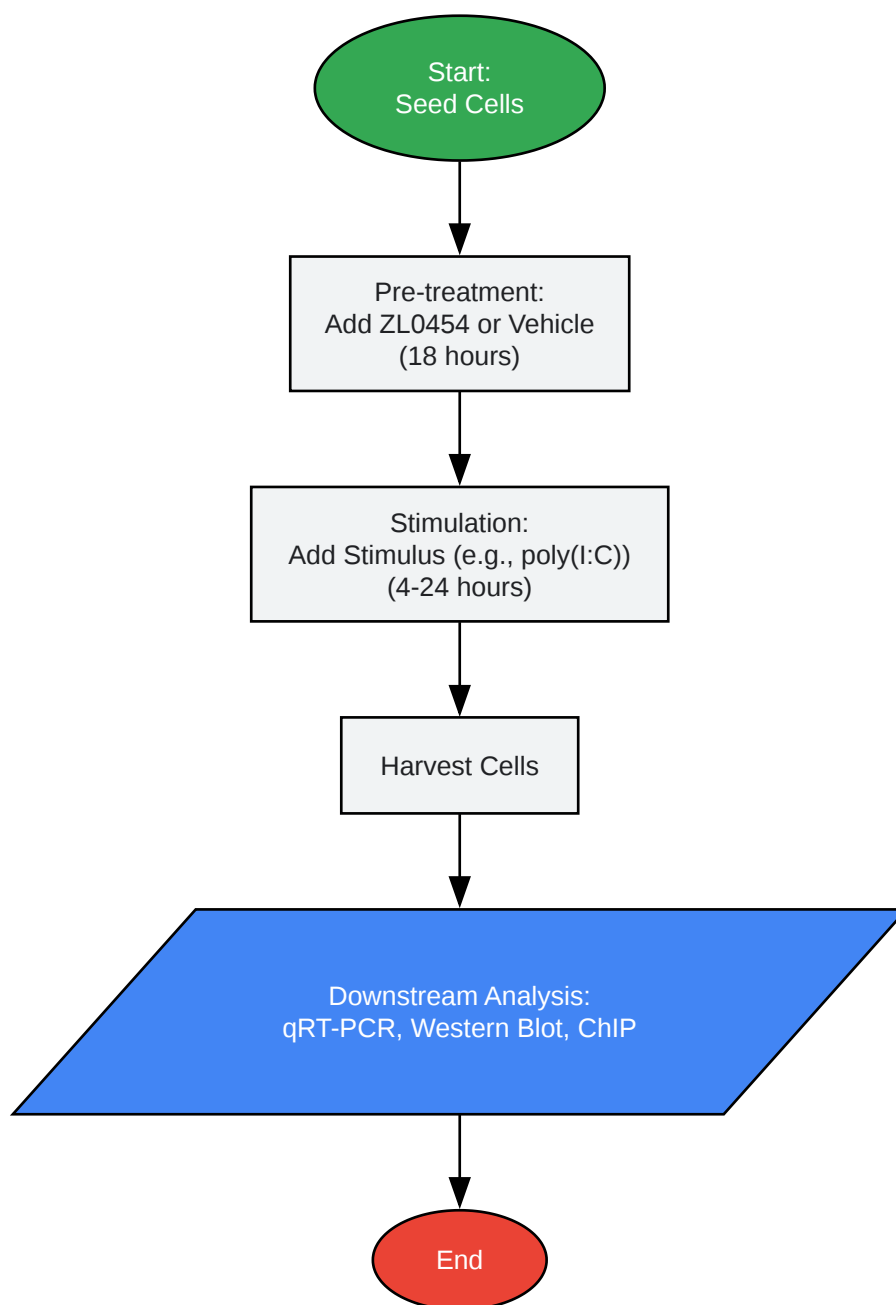 Start:
Seed Cells
Pre-treatment:
Add ZL0454 or Vehicle
(18 hours)
Stimulation:
Add Stimulus (e.g., poly(I:C))
(4-24 hours)
Harvest Cells
Downstream Analysis:
qRT-PCR, Western Blot, ChIP
End